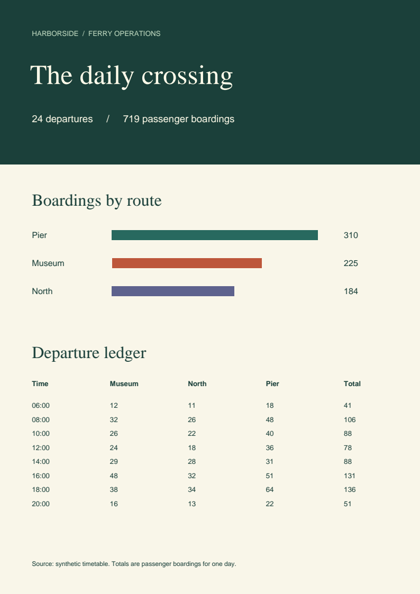 HARBORSIDE / FERRY OPERATIONS
The daily crossing
24 departures / 719 passenger boardings
Boardings by route
Pier 310
Museum 225
North 184
Departure ledger
Time Museum North Pier Total
06:00 12 11 18 41
08:00 32 26 48 106
10:00 26 22 40 88
12:00 24 18 36 78
14:00 29 28 31 88
16:00 48 32 51 131
18:00 38 34 64 136
20:00 16 13 22 51
Source: synthetic timetable. Totals are passenger boardings for one day.